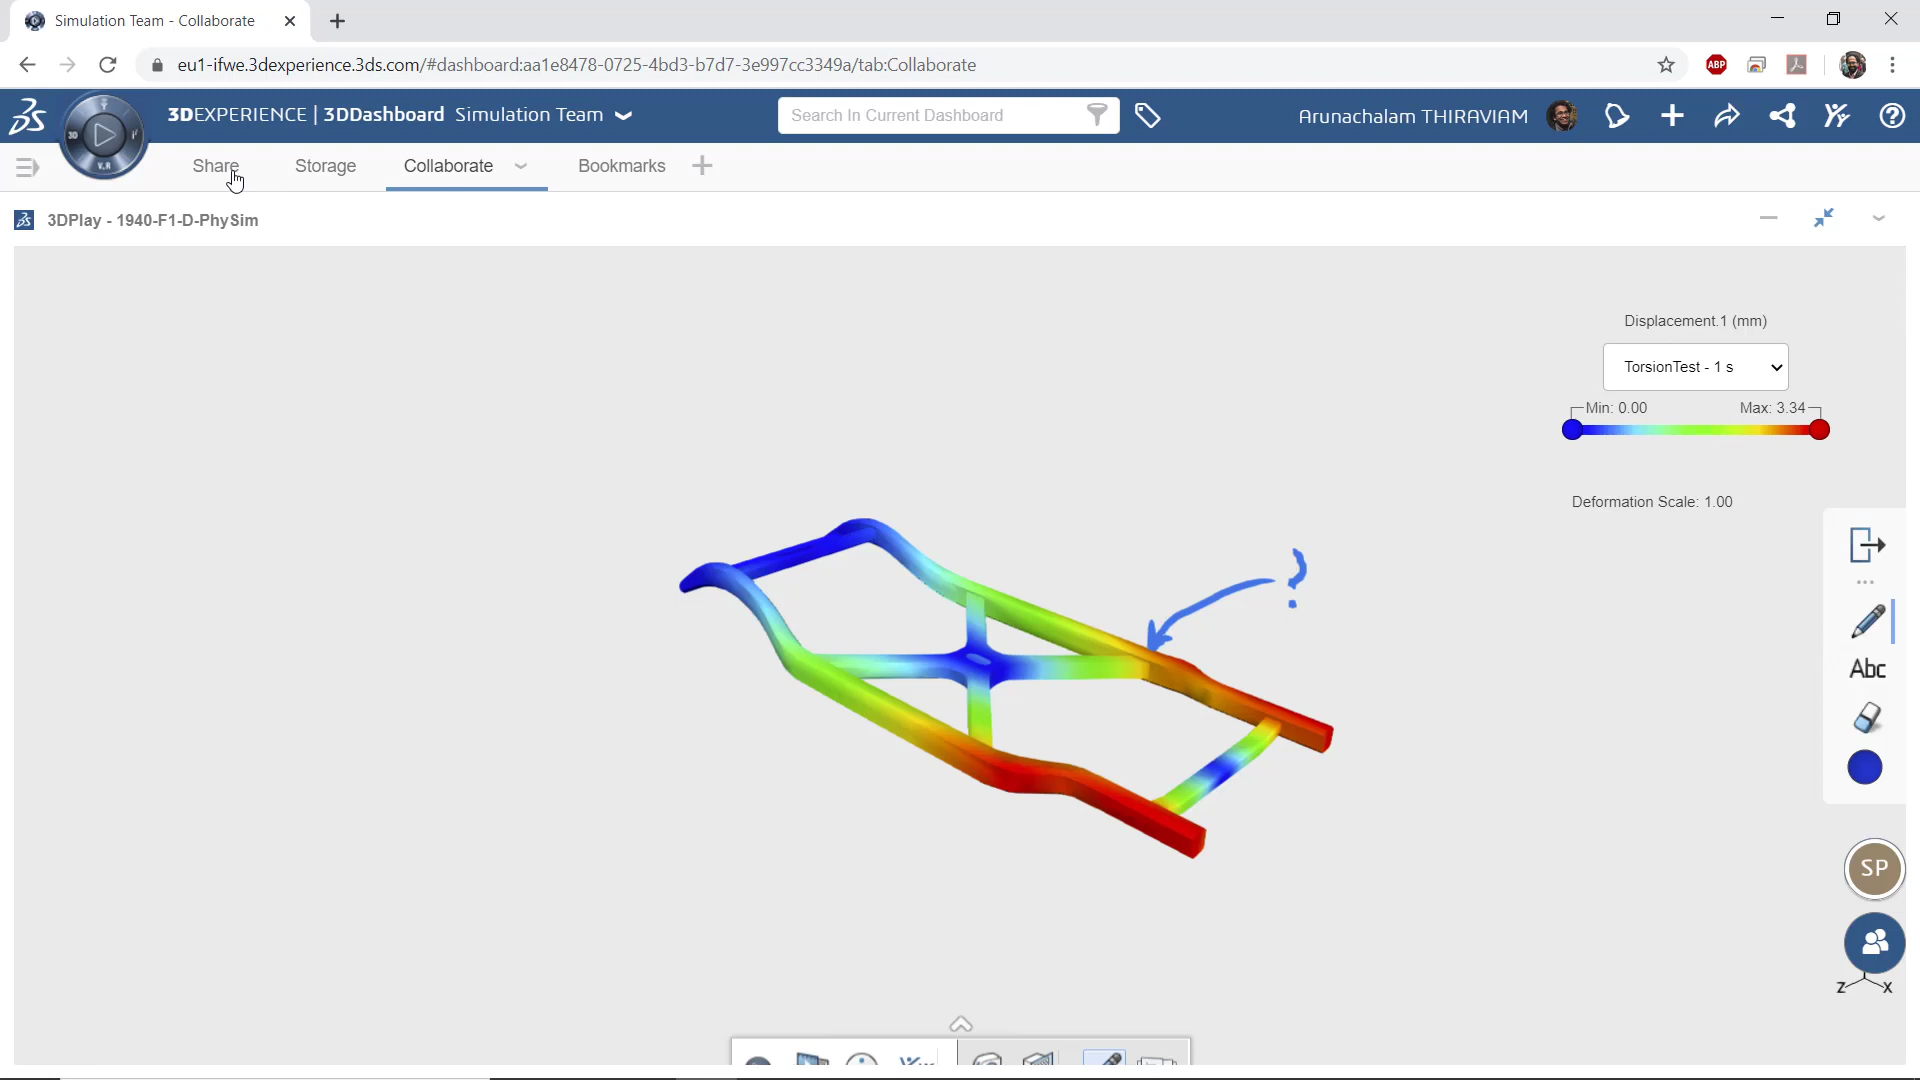 Simulation Team - Collaborate
eu1-ifwe.3dexperience.3ds.com/#dashboard:aa1e8478-0725-4bd3-b7d7-3e997cc3349a/tab:Collaborate
ABP
3DEXPERIENCE | 3DDashboard Simulation Team
Search In Current Dashboard
Arunachalam THIRAVIAM
3D
V.R
Share
Storage
Collaborate
Bookmarks
3DPlay - 1940-F1-D-PhySim
Displacement.1 (mm)
TorsionTest - 1 s
Min: 0.00 Max: 3.34
Deformation Scale: 1.00
?
Abc
SP
Z X